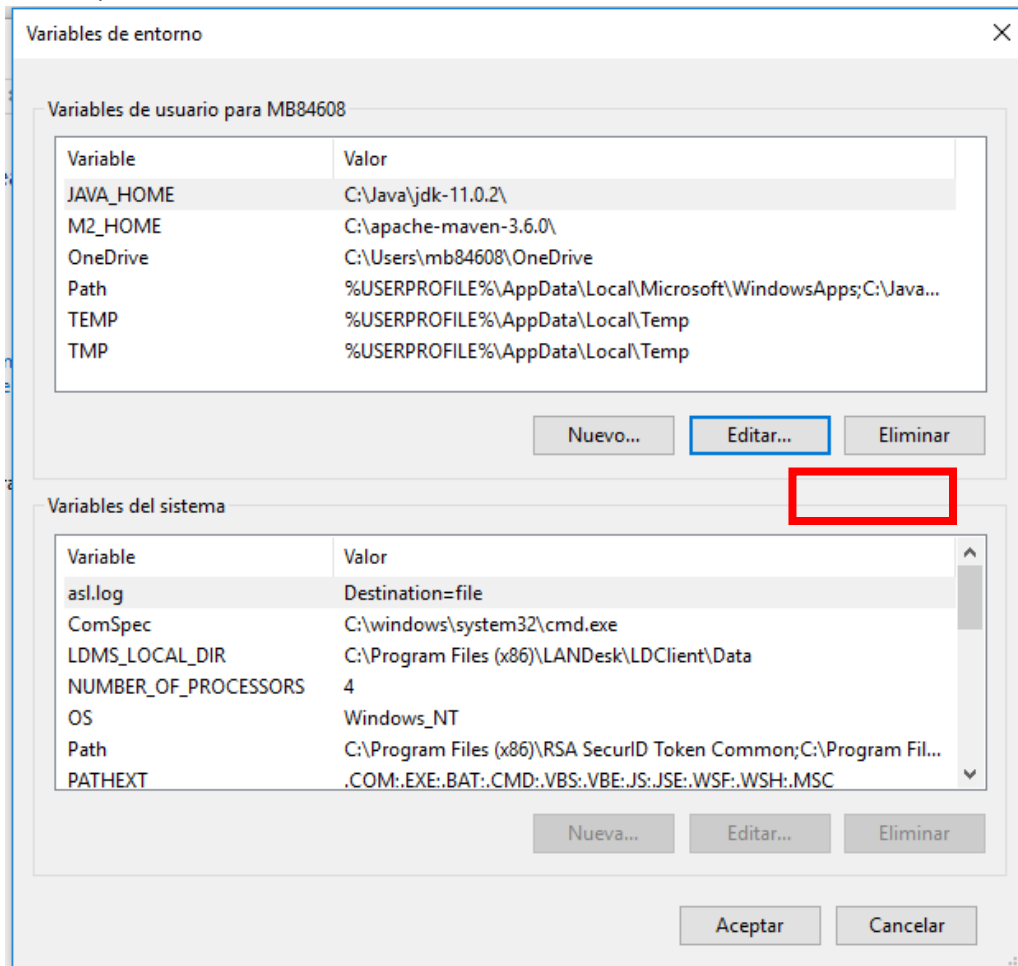 Variables de entorno
Variables de usuario para MB84608
Variable Valor
JAVA_HOME C:\Java\jdk-11.0.2\
M2_HOME C:\apache-maven-3.6.0\
OneDrive C:\Users\mb84608\OneDrive
Path %USERPROFILE%\AppData\Local\Microsoft\WindowsApps;C:\Java...
TEMP %USERPROFILE%\AppData\Local\Temp
TMP %USERPROFILE%\AppData\Local\Temp
Nuevo... Editar... Eliminar
Variables del sistema
Variable Valor
asl.log Destination=file
ComSpec C:\windows\system32\cmd.exe
LDMS_LOCAL_DIR C:\Program Files (x86)\LANDesk\LDClient\Data
NUMBER_OF_PROCESSORS 4
OS Windows_NT
Path C:\Program Files (x86)\RSA SecurID Token Common;C:\Program Fil...
PATHEXT .COM;.EXE;.BAT;.CMD;.VBS;.VBE;.JS;.JSE;.WSF;.WSH;.MSC
Nueva... Editar... Eliminar
Aceptar Cancelar